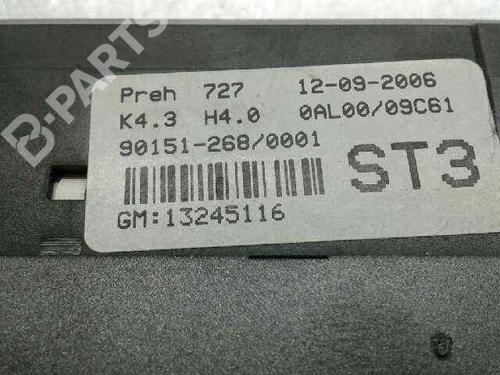 B-PARTS
Preh 727 12-09-2006
K4.3 H4.0 0AL00/09C61
90151-268/0001
ST3
GM:13245116